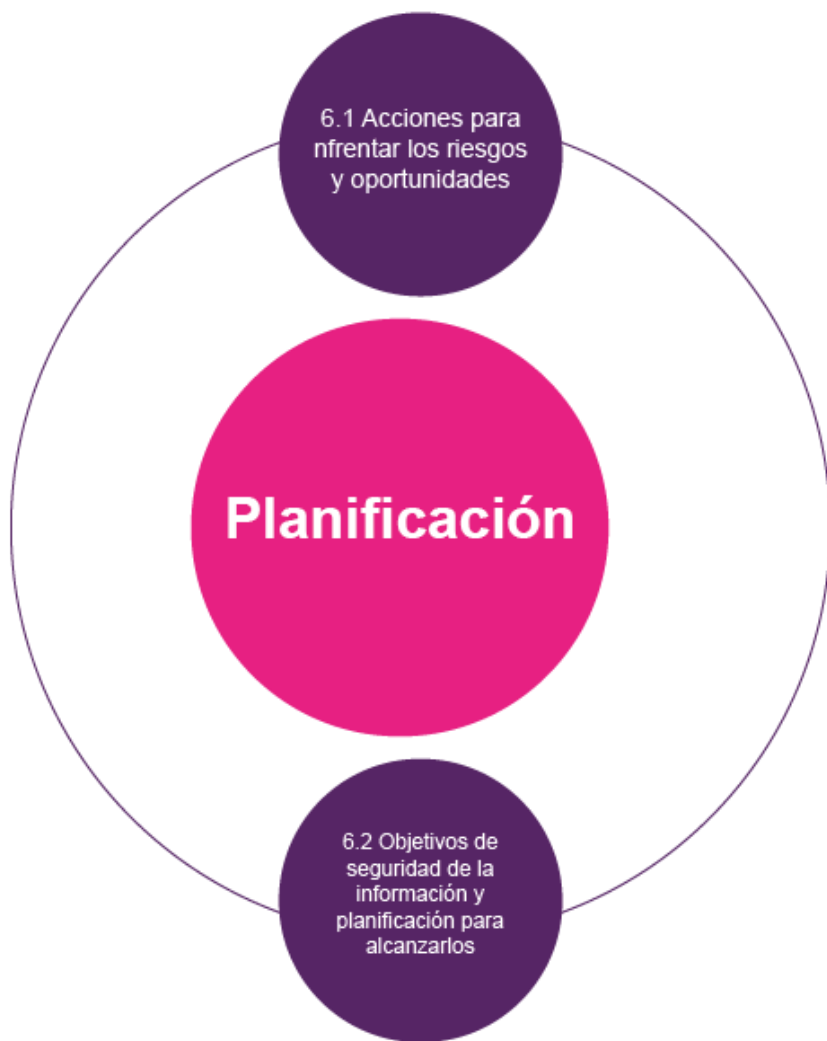 6.1 Acciones para
nfrentar los riesgos
y oportunidades
Planificación
6.2 Objetivos de
seguridad de la
información y
planificación para
alcanzarlos